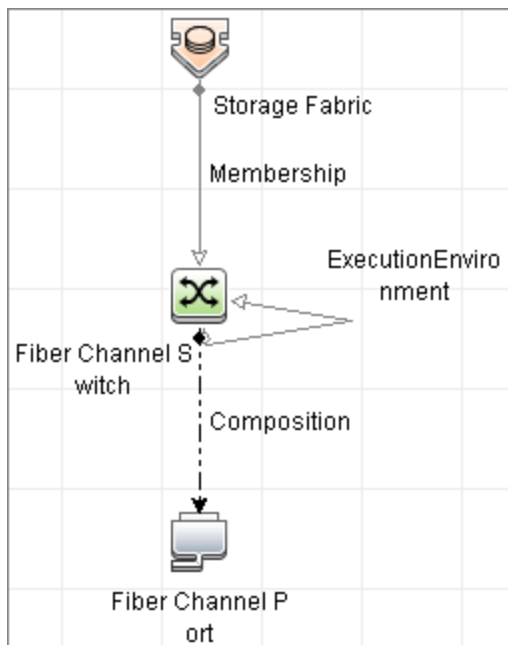 Storage Fabric
Membership
ExecutionEnviro
nment
Fiber Channel S
witch
Composition
Fiber Channel P
ort